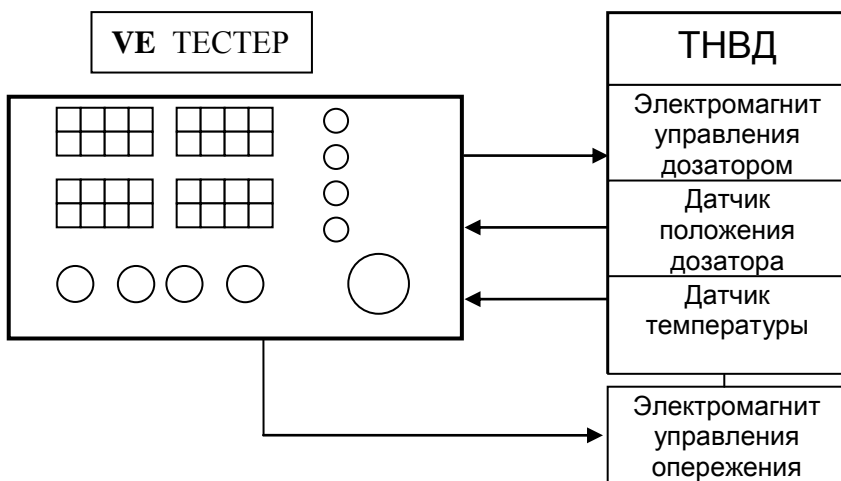 VE ТЕСТЕР
ТНВД
Электромагнит
управления
дозатором
Датчик
положения
дозатора
Датчик
температуры
Электромагнит
управления
опережения